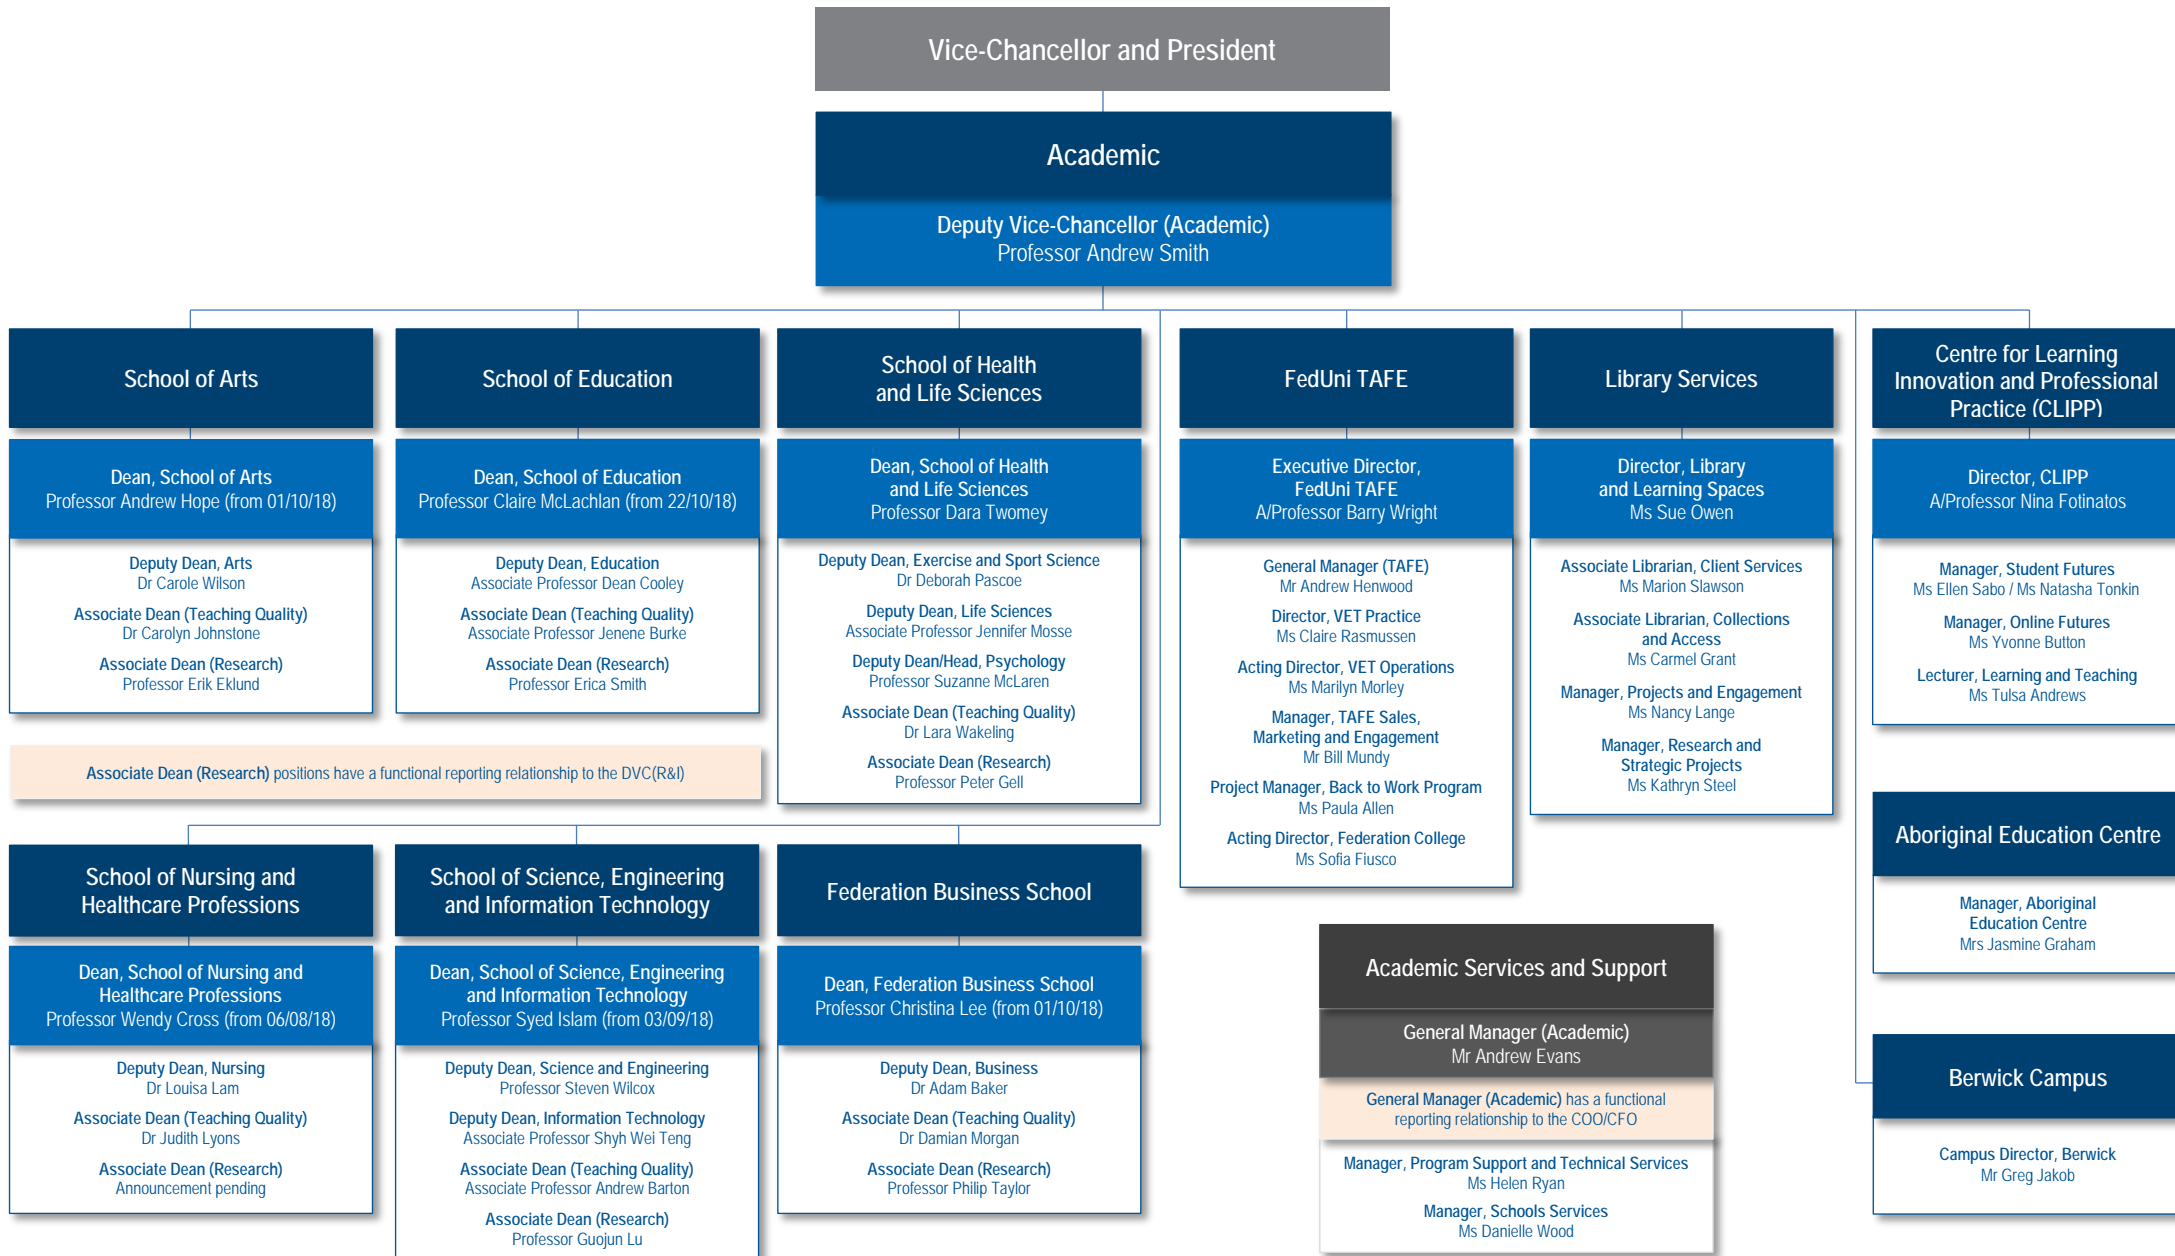 Vice-Chancellor and President
Academic
Deputy Vice-Chancellor (Academic)
Professor Andrew Smith
School of Arts
Dean, School of Arts
Professor Andrew Hope (from 01/10/18)
Deputy Dean, Arts
Dr Carole Wilson
Associate Dean (Teaching Quality)
Dr Carolyn Johnstone
Associate Dean (Research)
Professor Erik Eklund
School of Education
Dean, School of Education
Professor Claire McLachlan (from 22/10/18)
Deputy Dean, Education
Associate Professor Dean Cooley
Associate Dean (Teaching Quality)
Associate Professor Jenene Burke
Associate Dean (Research)
Professor Erica Smith
School of Health
and Life Sciences
Dean, School of Health
and Life Sciences
Professor Dara Twomey
Deputy Dean, Exercise and Sport Science
Dr Deborah Pascoe
Deputy Dean, Life Sciences
Associate Professor Jennifer Mosse
Deputy Dean/Head, Psychology
Professor Suzanne McLaren
Associate Dean (Teaching Quality)
Dr Lara Wakeling
Associate Dean (Research)
Professor Peter Gell
FedUni TAFE
Executive Director,
FedUni TAFE
A/Professor Barry Wright
General Manager (TAFE)
Mr Andrew Henwood
Director, VET Practice
Ms Claire Rasmussen
Acting Director, VET Operations
Ms Marilyn Morley
Manager, TAFE Sales,
Marketing and Engagement
Mr Bill Mundy
Project Manager, Back to Work Program
Ms Paula Allen
Acting Director, Federation College
Ms Sofia Fiusco
Library Services
Director, Library
and Learning Spaces
Ms Sue Owen
Associate Librarian, Client Services
Ms Marion Slawson
Associate Librarian, Collections
and Access
Ms Carmel Grant
Manager, Projects and Engagement
Ms Nancy Lange
Manager, Research and
Strategic Projects
Ms Kathryn Steel
Centre for Learning
Innovation and Professional
Practice (CLIPP)
Director, CLIPP
A/Professor Nina Fotinatos
Manager, Student Futures
Ms Ellen Sabo / Ms Natasha Tonkin
Manager, Online Futures
Ms Yvonne Button
Lecturer, Learning and Teaching
Ms Tulsa Andrews
Associate Dean (Research) positions have a functional reporting relationship to the DVC(R&I)
School of Nursing and
Healthcare Professions
Dean, School of Nursing and
Healthcare Professions
Professor Wendy Cross (from 06/08/18)
Deputy Dean, Nursing
Dr Louisa Lam
Associate Dean (Teaching Quality)
Dr Judith Lyons
Associate Dean (Research)
Announcement pending
School of Science, Engineering
and Information Technology
Dean, School of Science, Engineering
and Information Technology
Professor Syed Islam (from 03/09/18)
Deputy Dean, Science and Engineering
Professor Steven Wilcox
Deputy Dean, Information Technology
Associate Professor Shyh Wei Teng
Associate Dean (Teaching Quality)
Associate Professor Andrew Barton
Associate Dean (Research)
Professor Guojun Lu
Federation Business School
Dean, Federation Business School
Professor Christina Lee (from 01/10/18)
Deputy Dean, Business
Dr Adam Baker
Associate Dean (Teaching Quality)
Dr Damian Morgan
Associate Dean (Research)
Professor Philip Taylor
Academic Services and Support
General Manager (Academic)
Mr Andrew Evans
General Manager (Academic) has a functional
reporting relationship to the COO/CFO
Manager, Program Support and Technical Services
Ms Helen Ryan
Manager, Schools Services
Ms Danielle Wood
Aboriginal Education Centre
Manager, Aboriginal
Education Centre
Mrs Jasmine Graham
Berwick Campus
Campus Director, Berwick
Mr Greg Jakob